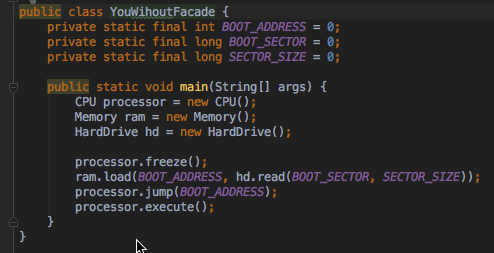 public class YouWihoutFacade {
    private static final int BOOT_ADDRESS = 0;
    private static final long BOOT_SECTOR = 0;
    private static final long SECTOR_SIZE = 0;
    public static void main(String[] args) {
        CPU processor = new CPU();
        Memory ram = new Memory();
        HardDrive hd = new HardDrive();
        processor.freeze();
        ram.load(BOOT_ADDRESS, hd.read(BOOT_SECTOR, SECTOR_SIZE));
        processor.jump(BOOT_ADDRESS);
        processor.execute();
    }
}